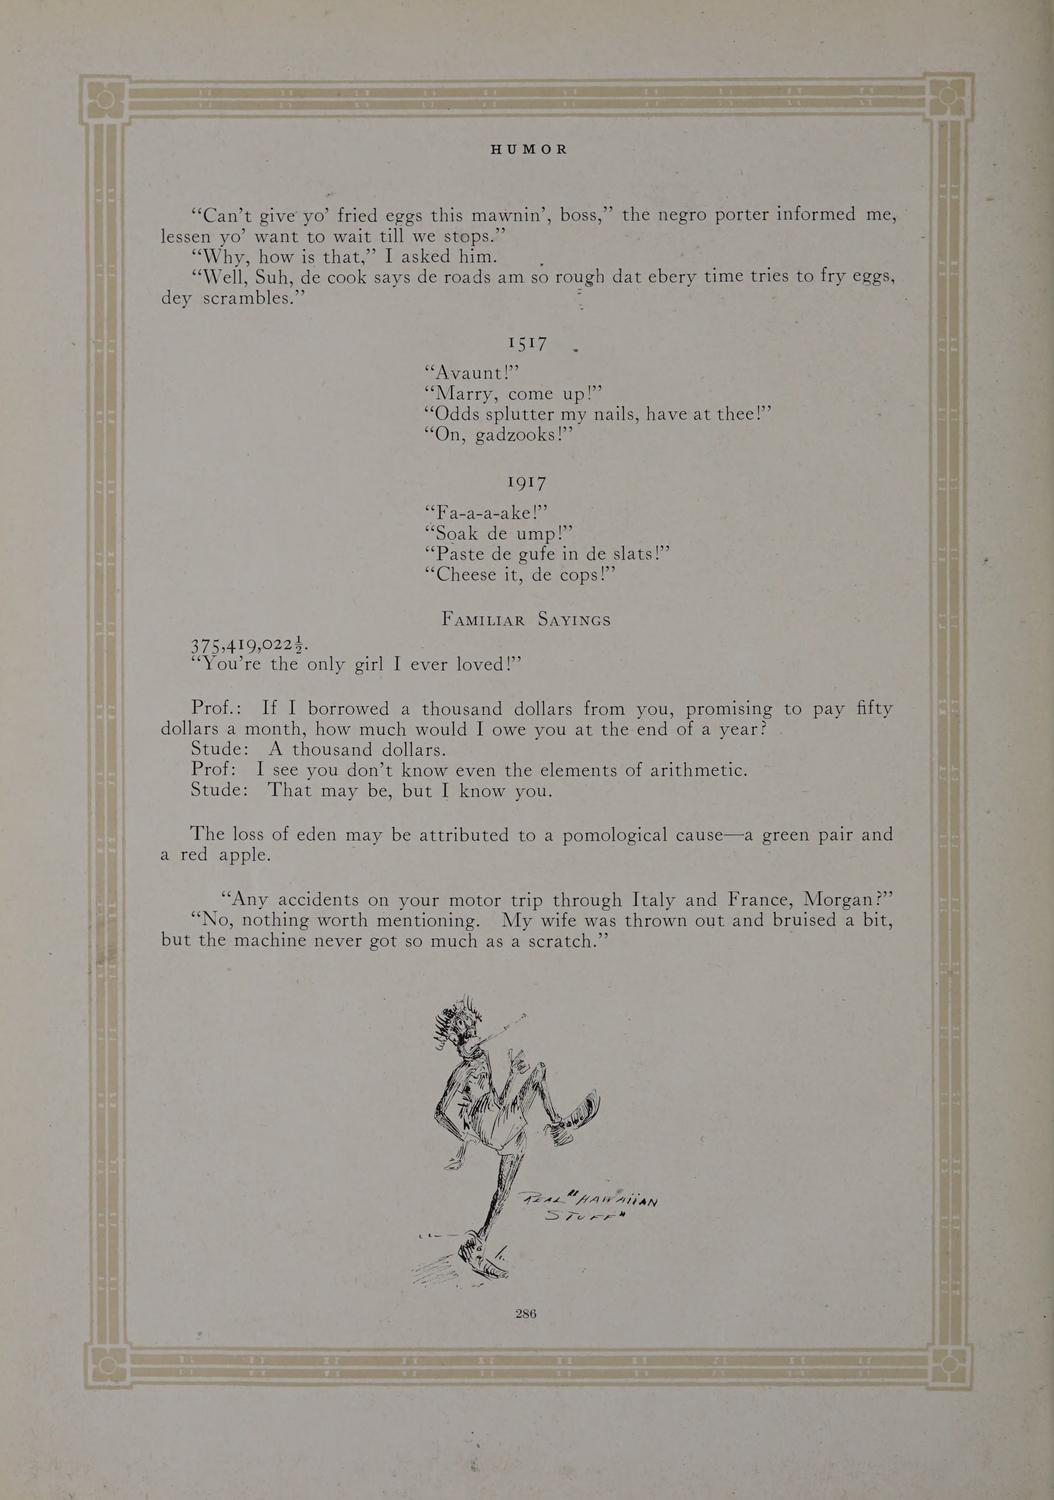 HUMOR
“Can’t give yo’ fried eggs this mawnin’, boss,” the negro porter informed me,
lessen yo’ want to wait till we stops.”
“Why, how is that,” I asked him.
“Well, Suh, de cook says de roads am so rough dat ebery time tries to fry eggs,
dey scrambles.”
1517
“Avaunt!”
“Marry, come up!”
“Odds splutter my nails, have at thee!”
“On, gadzooks!”
1917
“Fa-a-a-ake!”
“Soak de ump!”
“Paste de gufe in de slats!”
“Cheese it, de cops!”
Familiar Sayings
375,419,022½.
“You’re the only girl I ever loved!”
Prof.: If I borrowed a thousand dollars from you, promising to pay fifty
dollars a month, how much would I owe you at the end of a year?
Stude: A thousand dollars.
Prof: I see you don’t know even the elements of arithmetic.
Stude: That may be, but I know you.
The loss of eden may be attributed to a pomological cause—a green pair and
a red apple.
“Any accidents on your motor trip through Italy and France, Morgan?”
“No, nothing worth mentioning. My wife was thrown out and bruised a bit,
but the machine never got so much as a scratch.”
REAL “HAWAIIAN
STUFF”
286